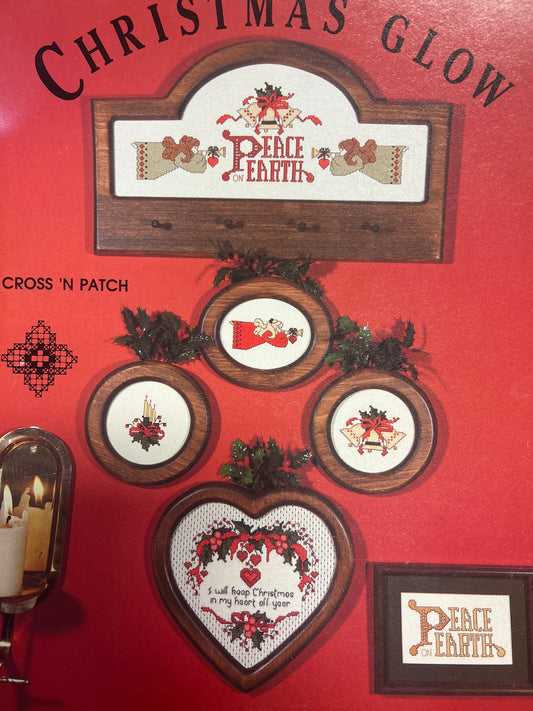 CHRISTMAS GLOW
PEACE
ON EARTH
CROSS 'N PATCH
I will keep Christmas
in my heart all year
PEACE
ON EARTH